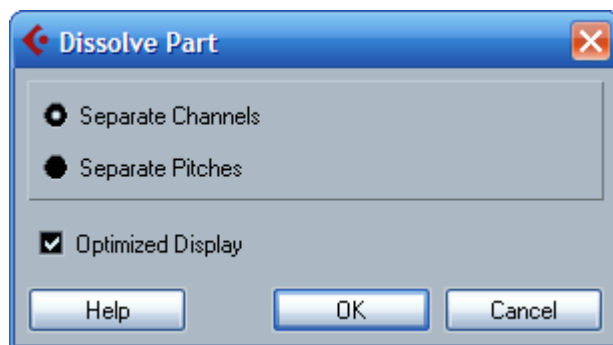 Dissolve Part
Separate Channels
Separate Pitches
Optimized Display
Help OK Cancel